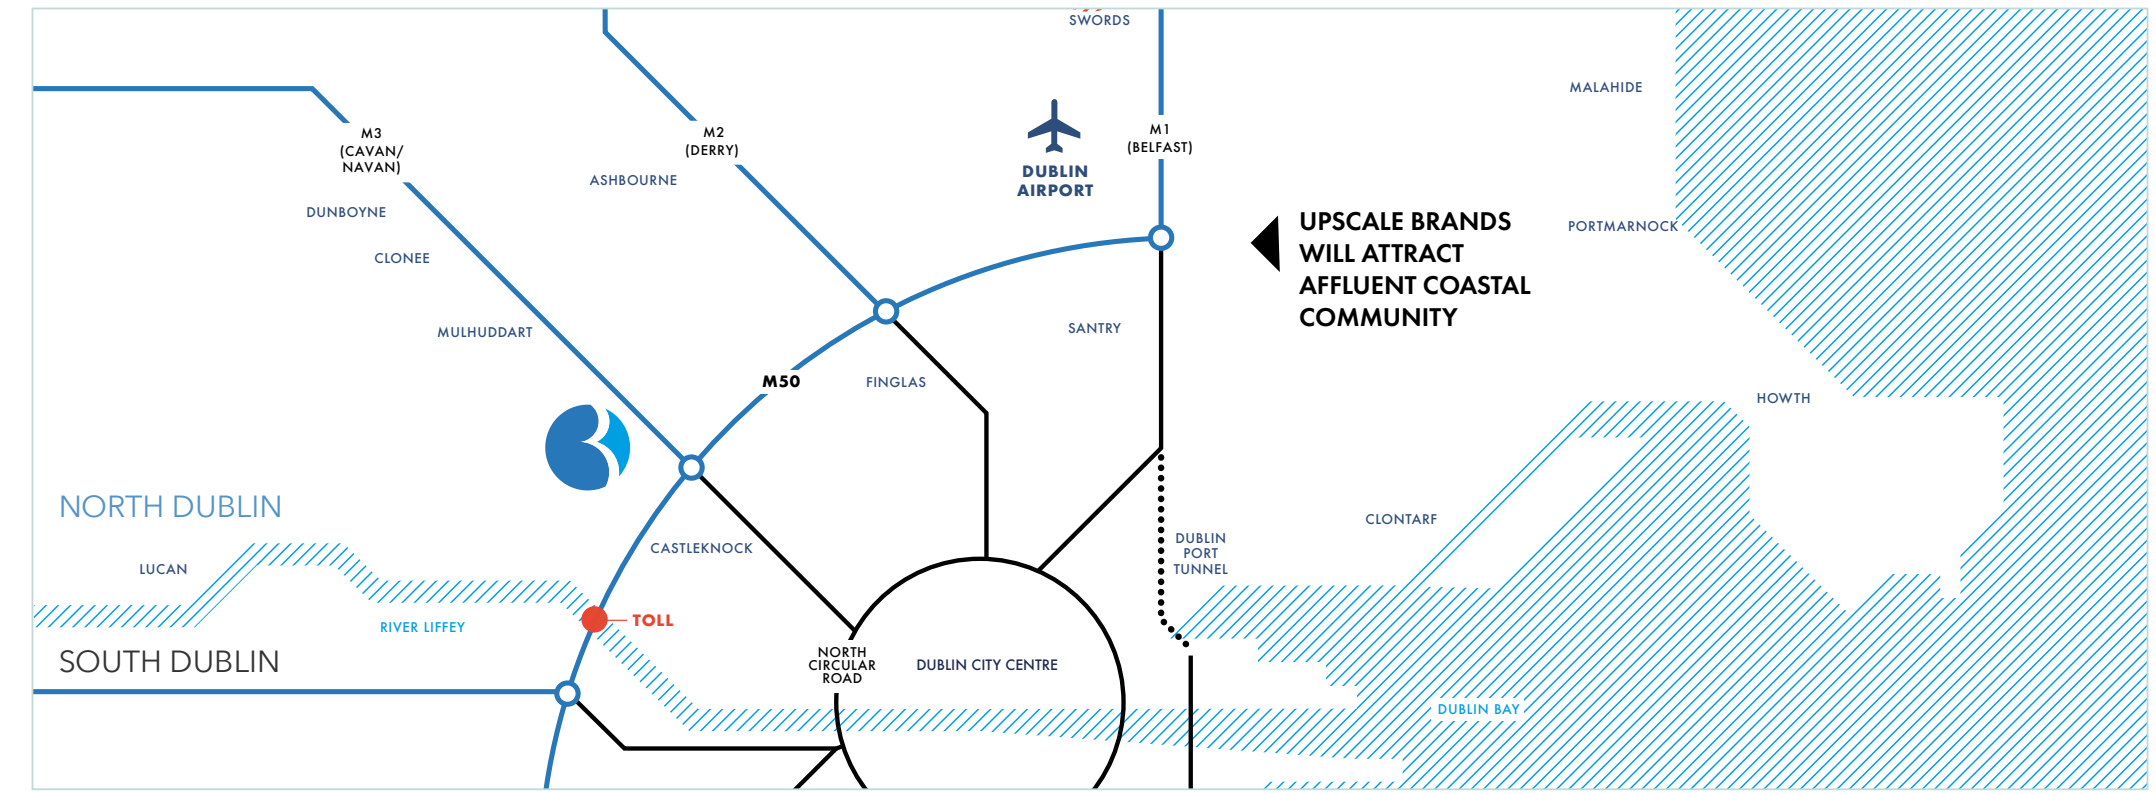 SWORDS
MALAHIDE
M3
(CAVAN/
NAVAN)
M2
(DERRY)
M1
(BELFAST)
DUBLIN
AIRPORT
ASHBOURNE
DUNBOYNE
UPSCALE BRANDS
WILL ATTRACT
AFFLUENT COASTAL
COMMUNITY
PORTMARNOCK
CLONEE
MULHUDDART
SANTRY
M50
FINGLAS
HOWTH
NORTH DUBLIN
CLONTARF
CASTLEKNOCK
DUBLIN
PORT
TUNNEL
LUCAN
RIVER LIFFEY
TOLL
SOUTH DUBLIN
NORTH
CIRCULAR
ROAD
DUBLIN CITY CENTRE
DUBLIN BAY